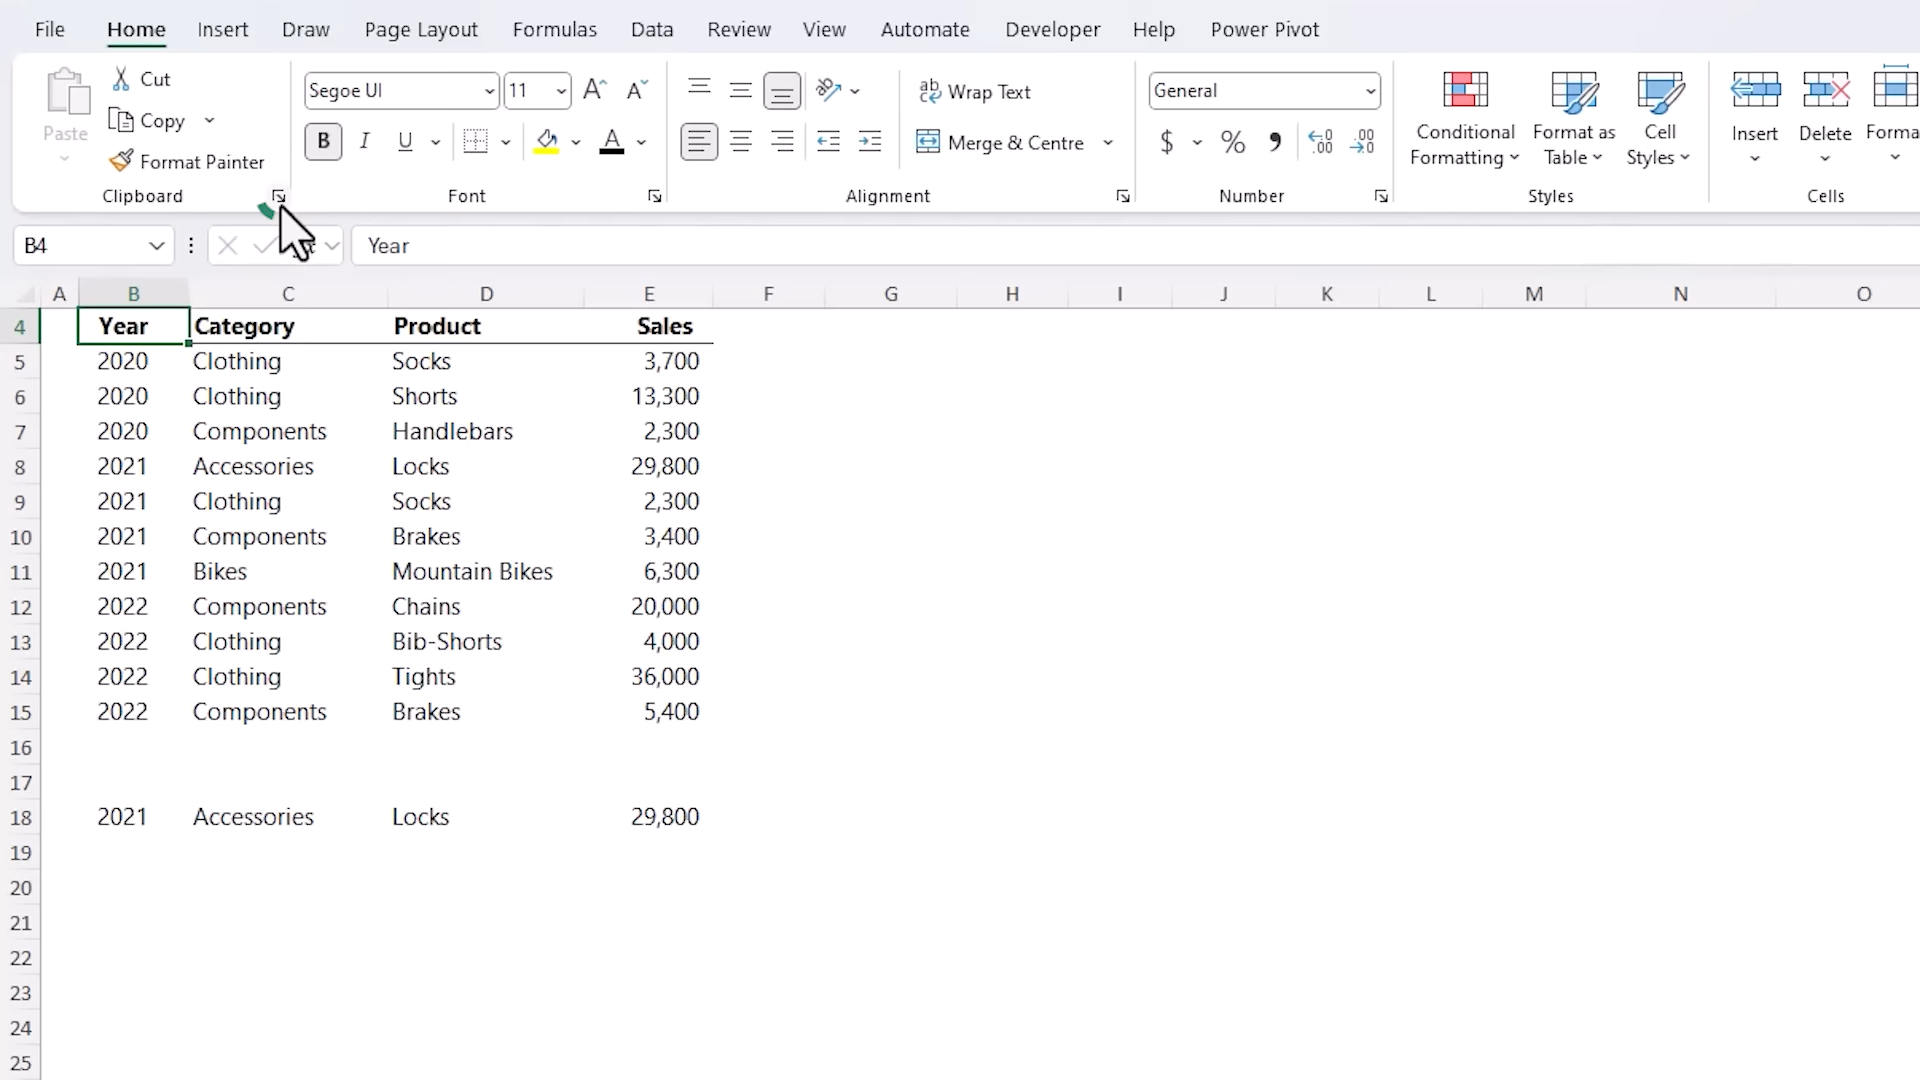 File Home Insert Draw Page Layout Formulas Data Review View Automate Developer Help Power Pivot
Paste
Cut
Copy
Format Painter
Clipboard
Segoe UI 11
B I U
Font
Wrap Text
Merge & Centre
Alignment
General
$ % 9
Number
Conditional Formatting
Format as Table
Cell Styles
Styles
Insert Delete
Cells
B4 Year
A B C D E F G H I J K L M N O
4 Year Category Product Sales
5 2020 Clothing Socks 3,700
6 2020 Clothing Shorts 13,300
7 2020 Components Handlebars 2,300
8 2021 Accessories Locks 29,800
9 2021 Clothing Socks 2,300
10 2021 Components Brakes 3,400
11 2021 Bikes Mountain Bikes 6,300
12 2022 Components Chains 20,000
13 2022 Clothing Bib-Shorts 4,000
14 2022 Clothing Tights 36,000
15 2022 Components Brakes 5,400
16
17
18 2021 Accessories Locks 29,800
19
20
21
22
23
24
25